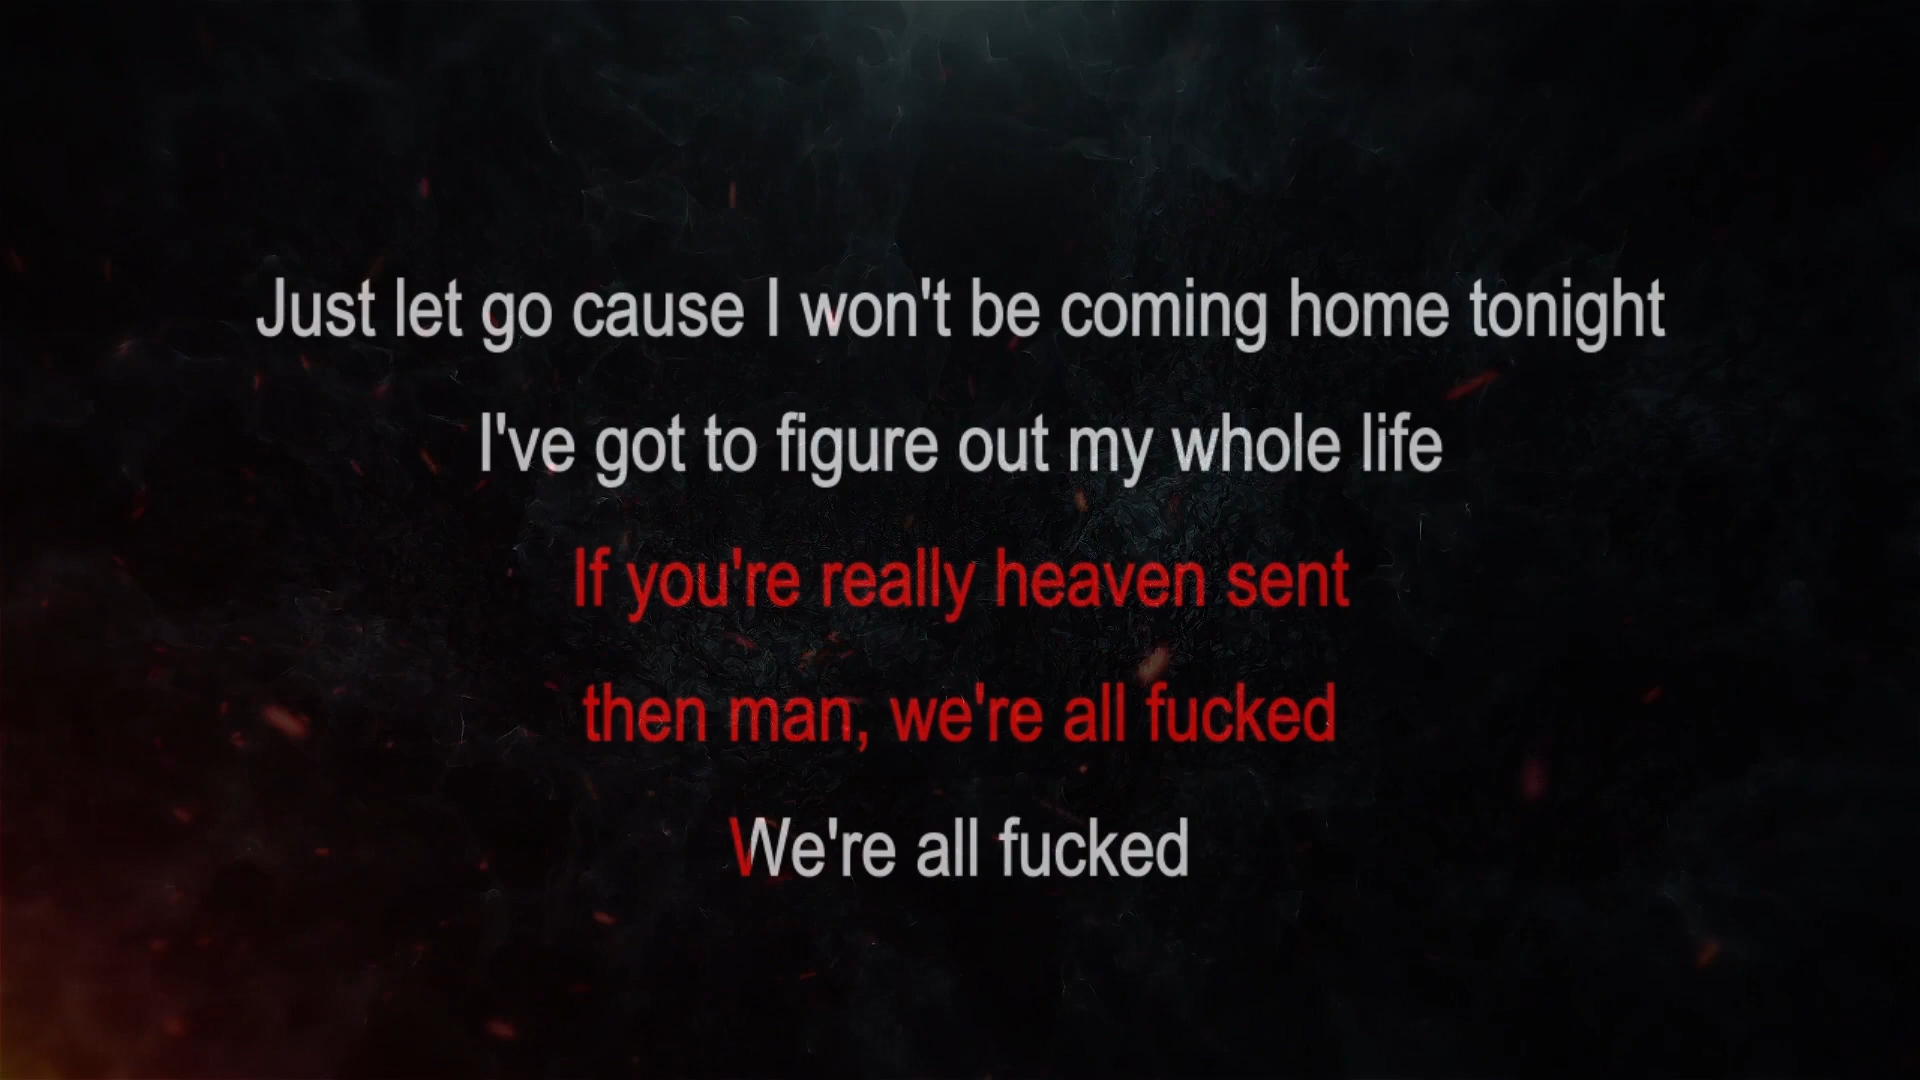 Just let go cause I won't be coming home tonight
I've got to figure out my whole life
If you're really heaven sent
then man, we're all fucked
We're all fucked